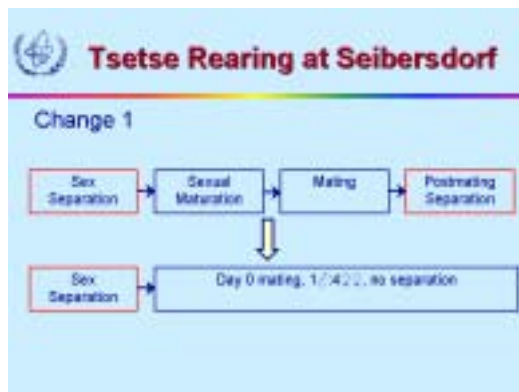 Tsetse Rearing at Seibersdorf
Change 1
Sex
Separation
Sexual
Maturation
Mating
Postmating
Separation
Sex
Separation
Day 0 mating, no separation